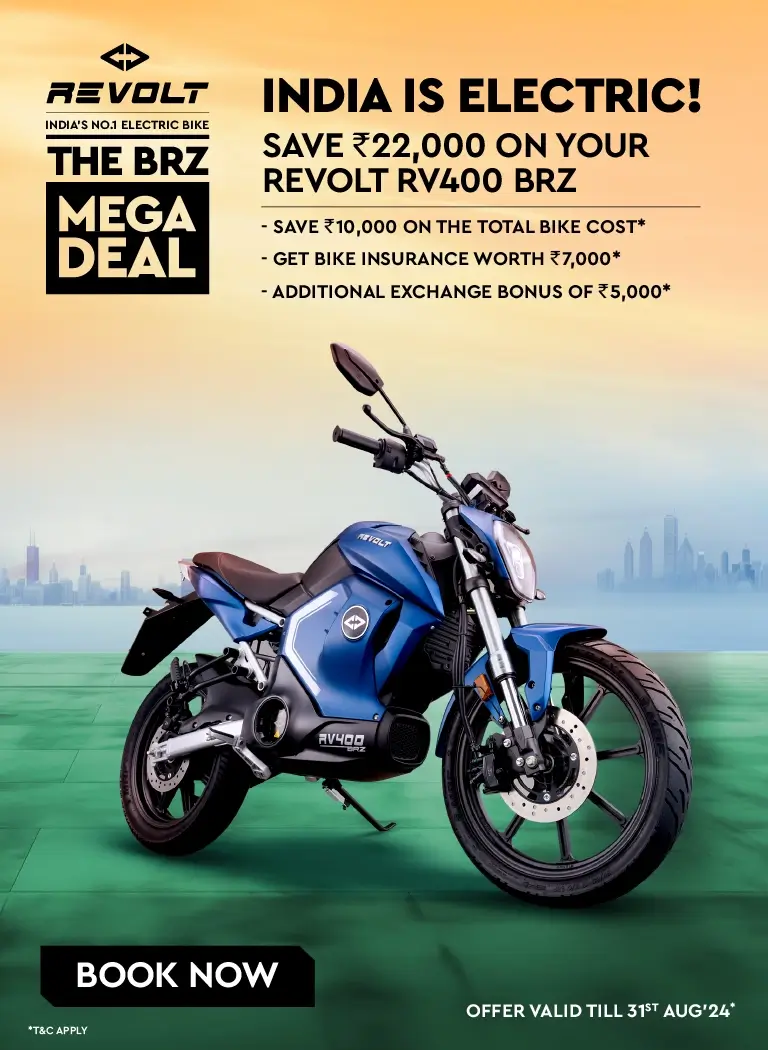 REVOLT
INDIA'S NO.1 ELECTRIC BIKE
THE BRZ
MEGA
DEAL
INDIA IS ELECTRIC!
SAVE ₹22,000 ON YOUR
REVOLT RV400 BRZ
- SAVE ₹10,000 ON THE TOTAL BIKE COST*
- GET BIKE INSURANCE WORTH ₹7,000*
- ADDITIONAL EXCHANGE BONUS OF ₹5,000*
REVOLT
RV400
BRZ
BOOK NOW
OFFER VALID TILL 31ST AUG'24*
*T&C APPLY